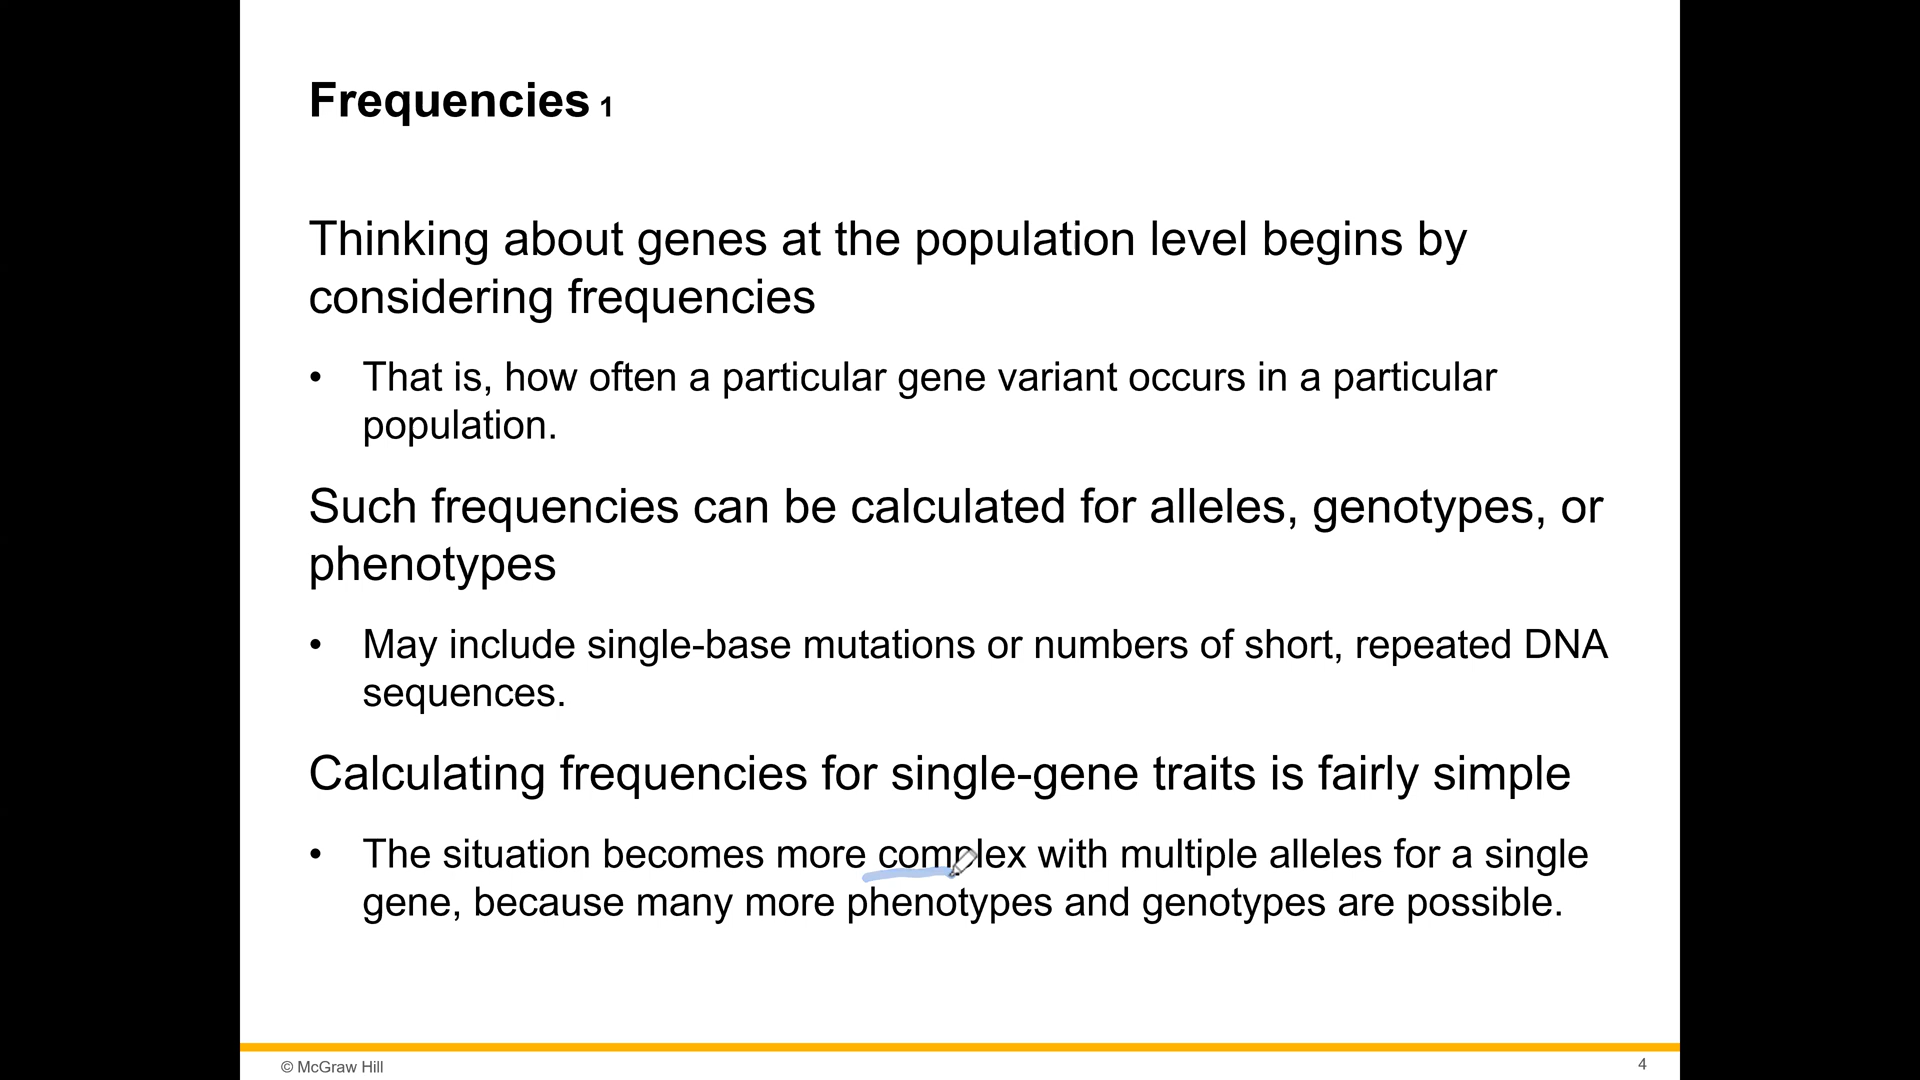 Frequencies 1
Thinking about genes at the population level begins by
considering frequencies
• That is, how often a particular gene variant occurs in a particular
population.
Such frequencies can be calculated for alleles, genotypes, or
phenotypes
• May include single-base mutations or numbers of short, repeated DNA
sequences.
Calculating frequencies for single-gene traits is fairly simple
• The situation becomes more complex with multiple alleles for a single
gene, because many more phenotypes and genotypes are possible.
© McGraw Hill
4